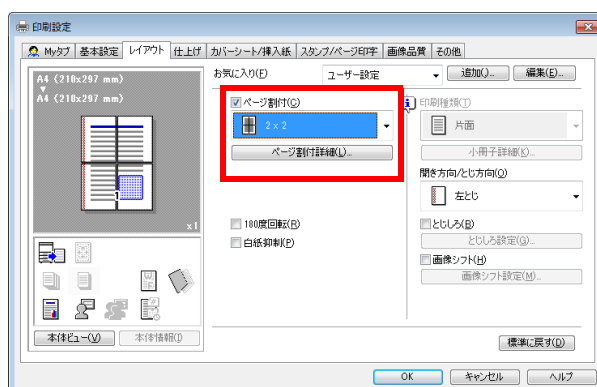 印刷設定
Myタブ 基本設定 レイアウト 仕上げ カバーシート/挿入紙 スタンプ/ページ印字 画像品質 その他
A4 (210x297 mm)
A4 (210x297 mm)
1
x1
本体ビュー(V) 本体情報(I)
お気に入り(F) ユーザー設定 追加(.).. 編集(E)...
ページ割付(C)
2 x 2
ページ割付詳細(L)...
180度回転(R)
白紙抑制(P)
印刷種類(T)
片面
小冊子詳細(K)...
開き方向/とじ方向(O)
左とじ
とじしろ(B)
とじしろ設定(G)...
画像シフト(H)
画像シフト設定(M)...
標準に戻す(D)
OK キャンセル ヘルプ